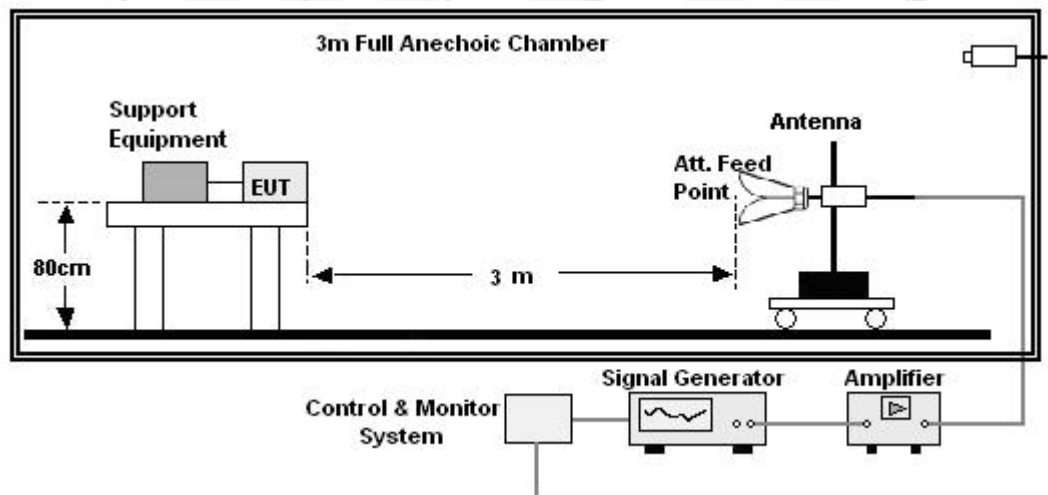 3m Full Anechoic Chamber
Support
Equipment
EUT
80cm
3 m
Antenna
Att. Feed
Point
Signal Generator
Amplifier
Control & Monitor
System